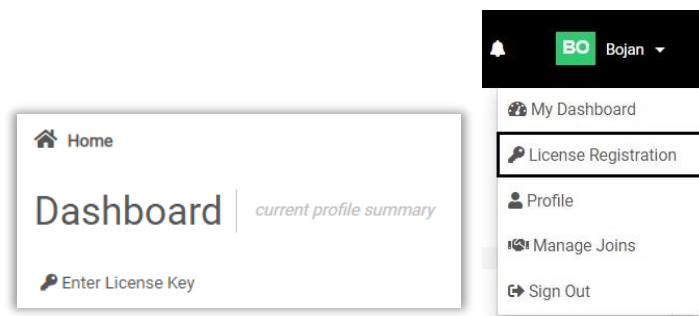 Home
Dashboard
current profile summary
Enter License Key
BO Bojan
My Dashboard
License Registration
Profile
Manage Joins
Sign Out